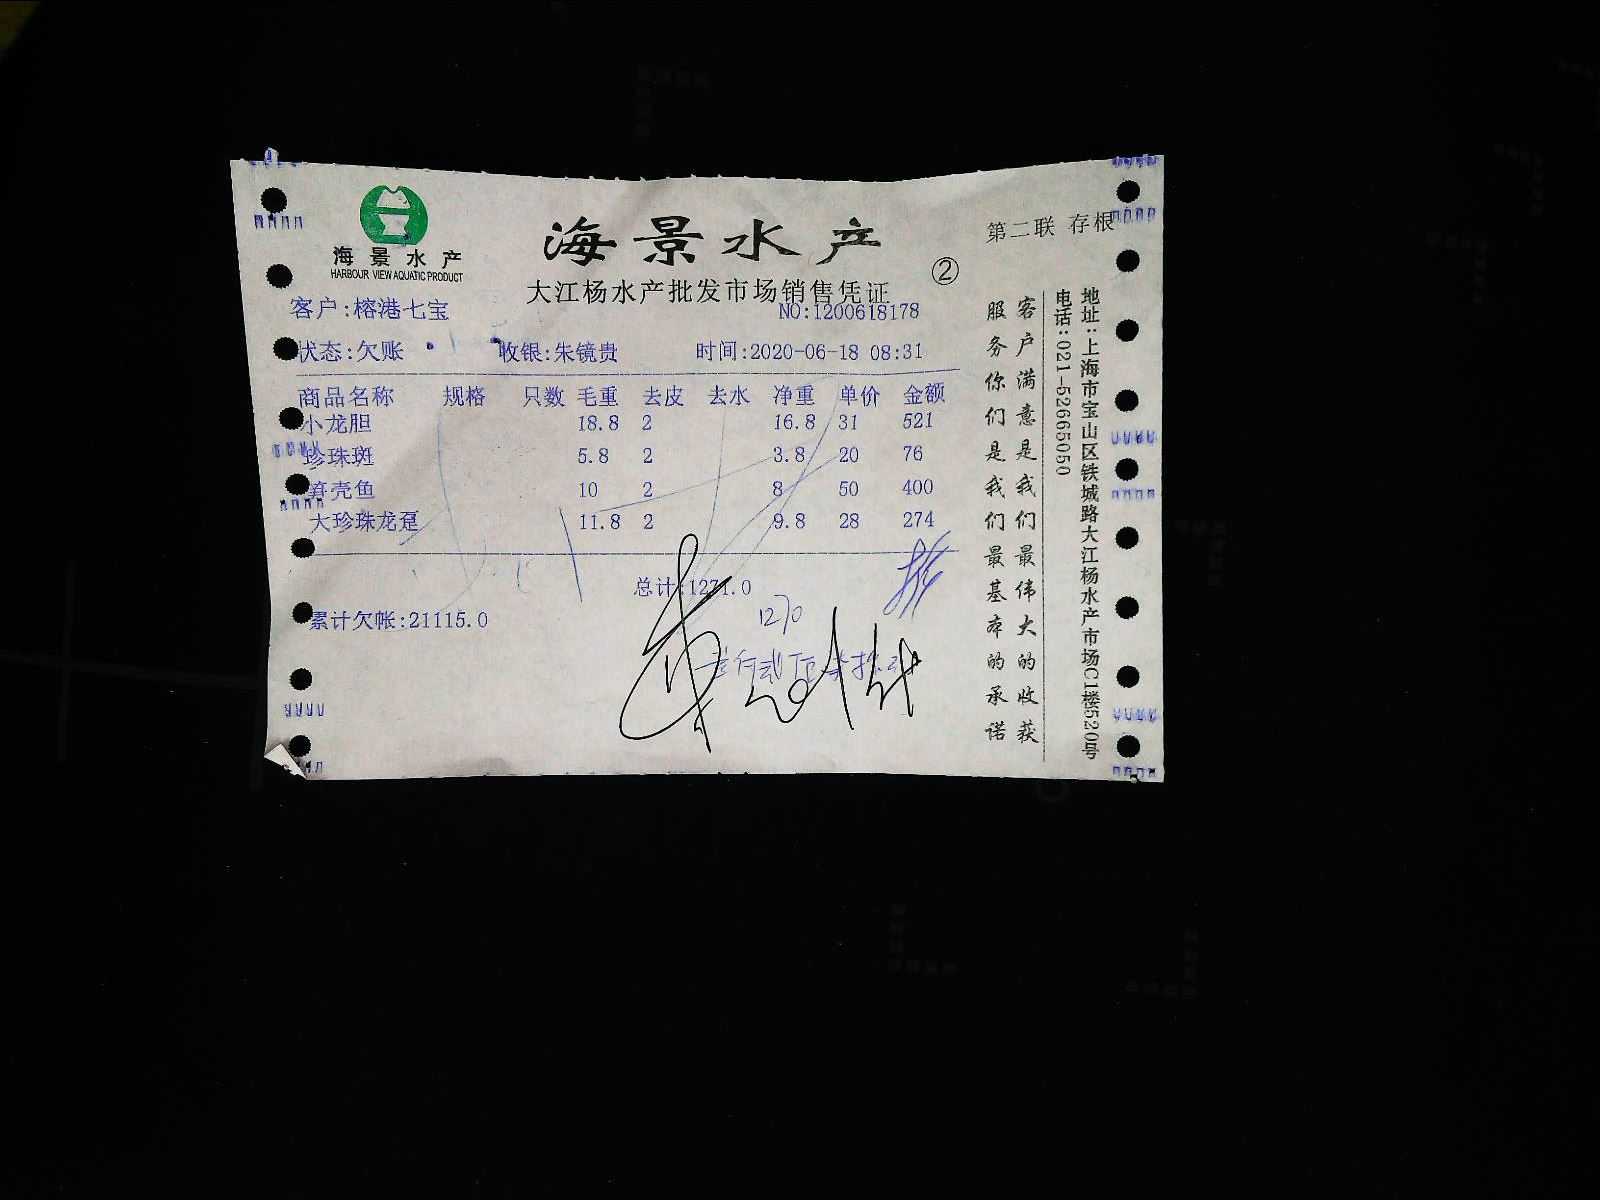 海景水产
HARBOUR VIEW AQUATIC PRODUCT
海景水产
第二联 存根
大江杨水产批发市场销售凭证
②
客户:榕港七宝
NO:1200618178
状态:欠账 收银:朱镜贵 时间:2020-06-18 08:31
商品名称 规格 只数 毛重 去皮 去水 净重 单价 金额
小龙胆 18.8 2 16.8 31 521
珍珠斑 5.8 2 3.8 20 76
笋壳鱼 10 2 8 50 400
大珍珠龙趸 11.8 2 9.8 28 274
总计:1271.0
1270
累计欠帐:21115.0
客户满意是我们最伟大的收获
服务你们是我们最基本的承诺
地址:上海市宝山区铁城路大江杨水产市场C1楼520号
电话:021-52665050